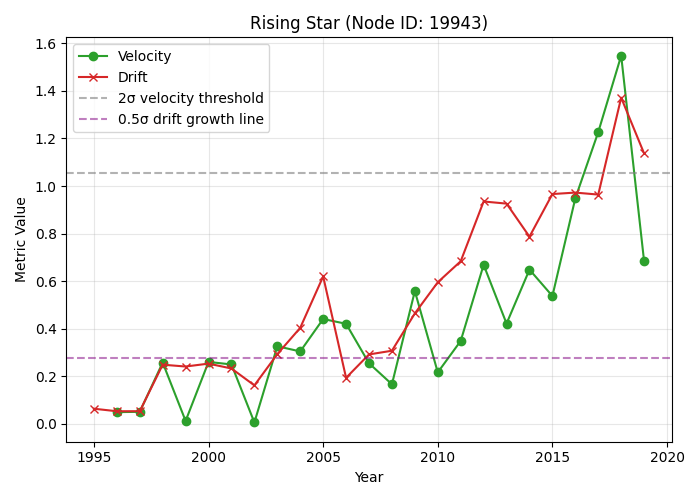 Rising Star (Node ID: 19943)
Velocity
Drift
2σ velocity threshold
0.5σ drift growth line
Metric Value
1.6
1.4
1.2
1.0
0.8
0.6
0.4
0.2
0.0
1995 2000 2005 2010 2015 2020
Year